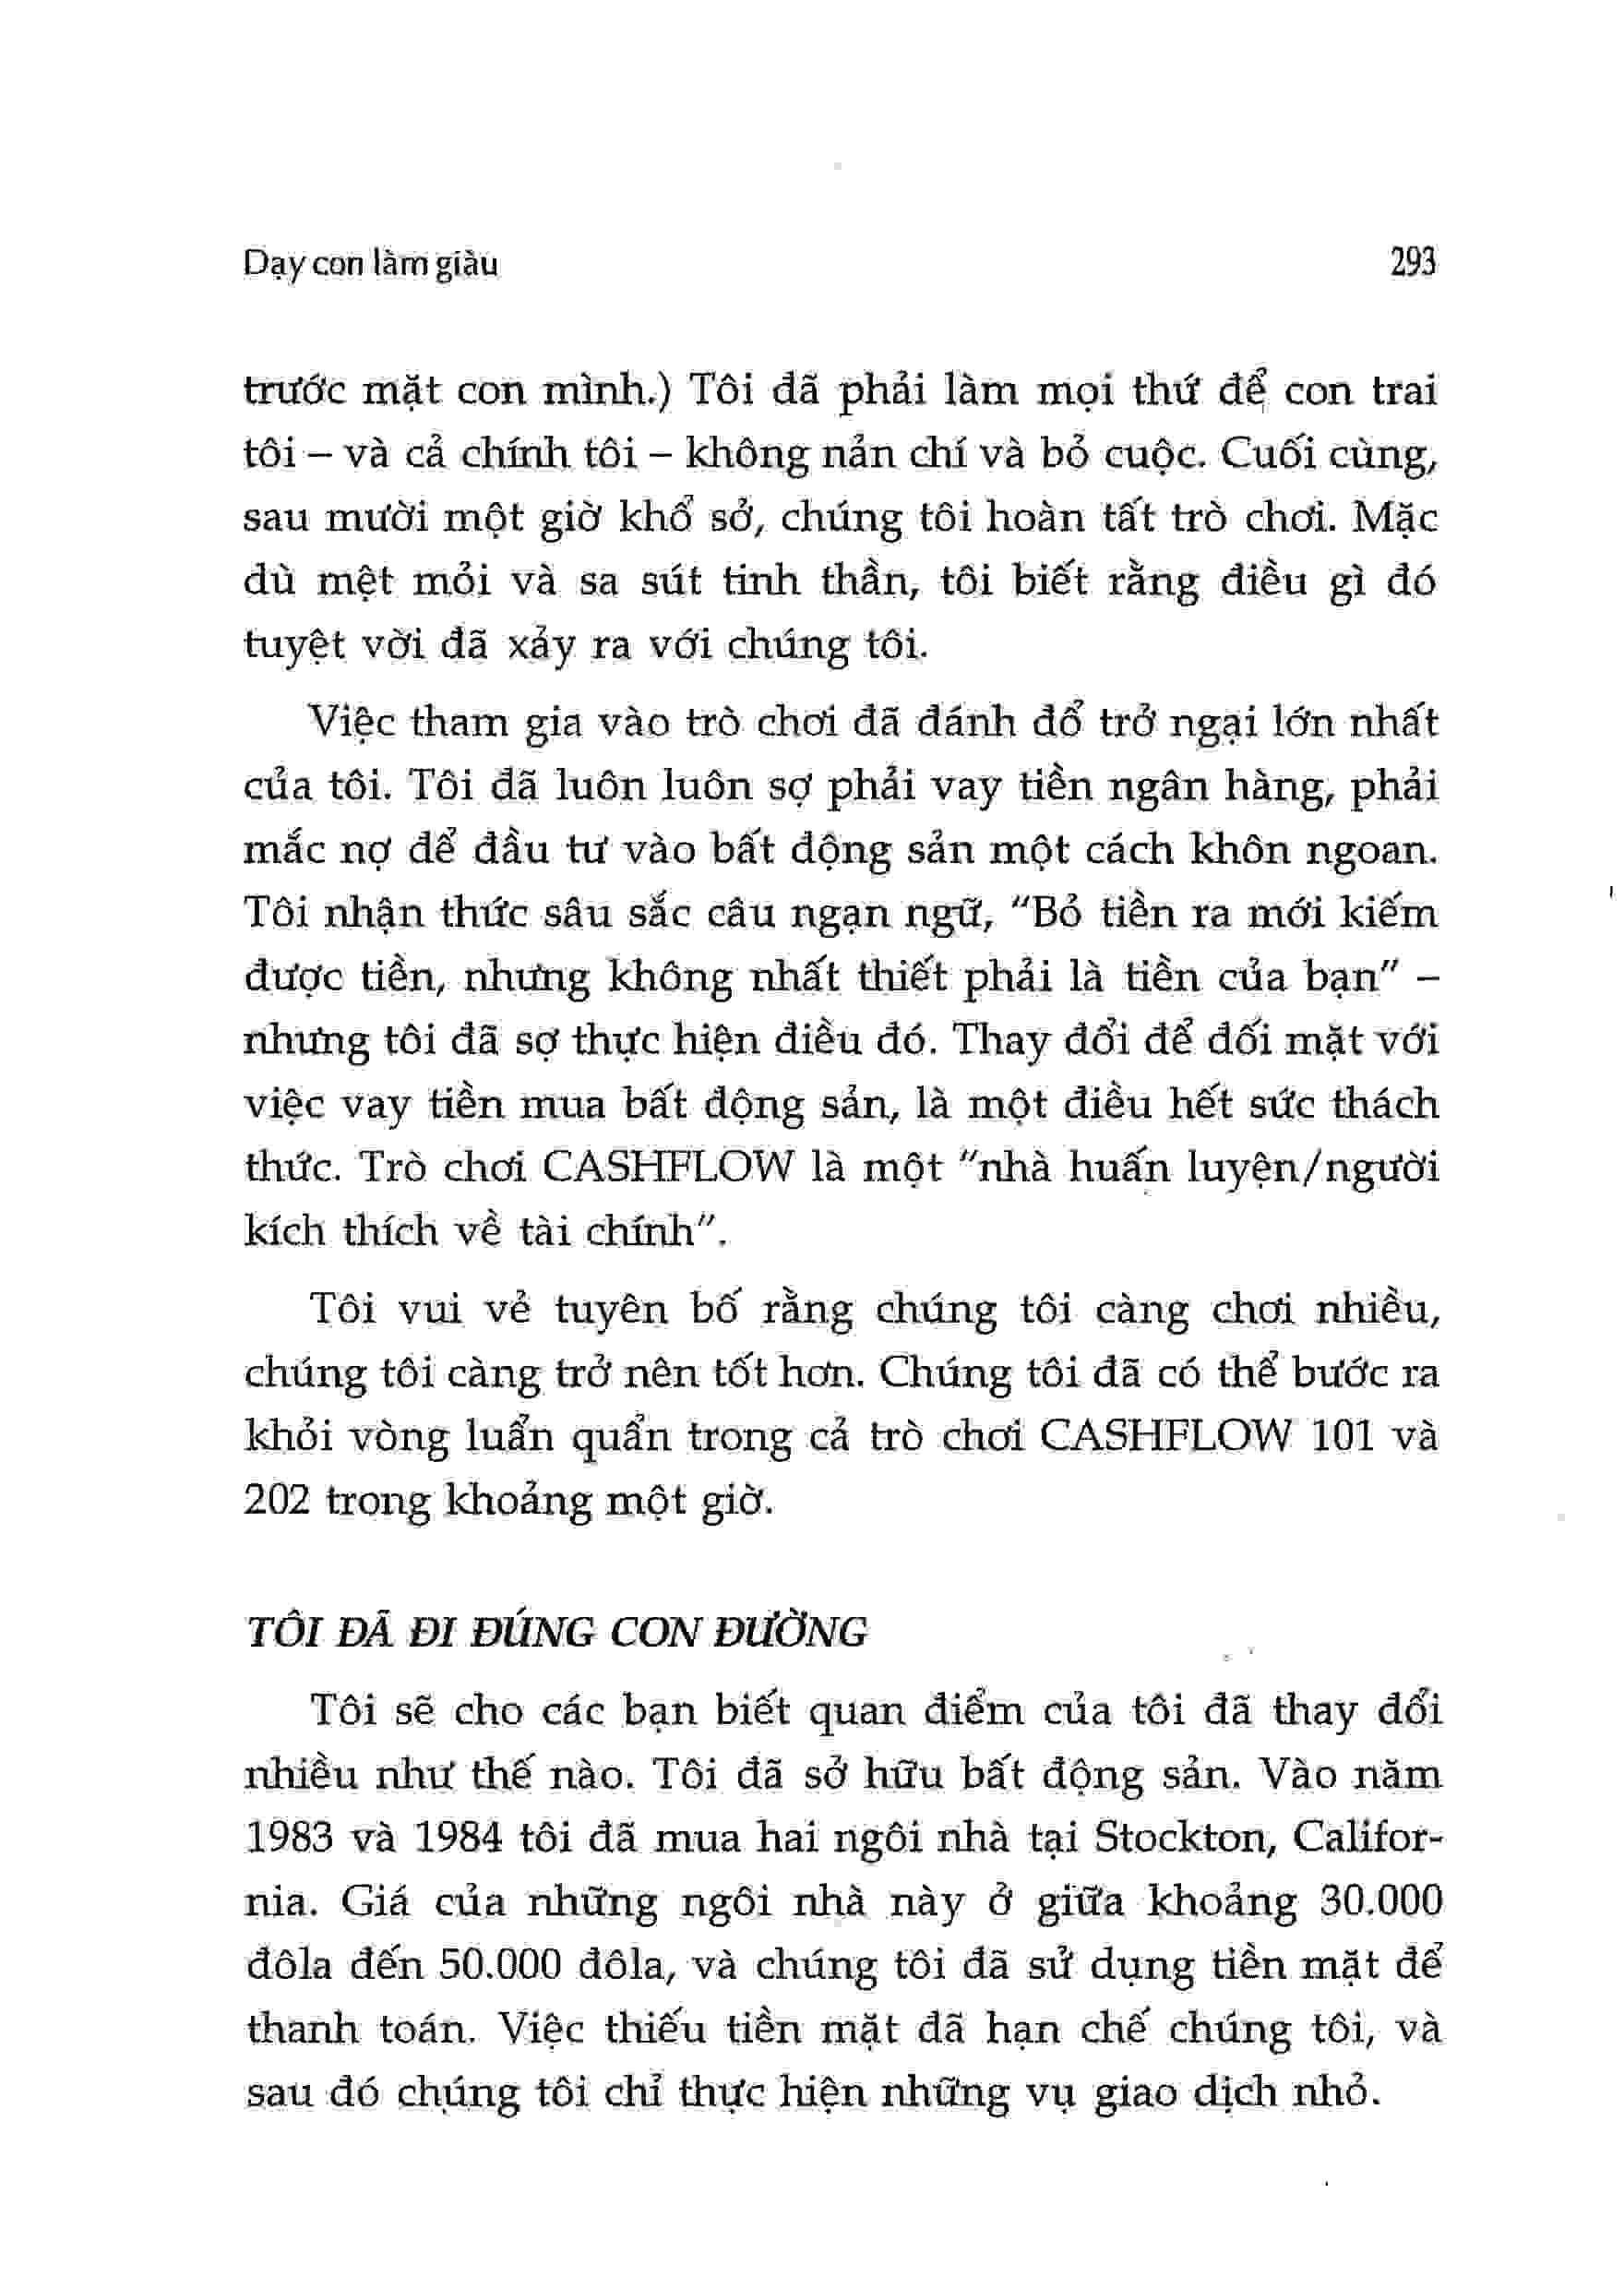 Dạy con làm giàu 293
trước mặt con mình.) Tôi đã phải làm mọi thứ để con trai
tôi – và cả chính tôi – không nản chí và bỏ cuộc. Cuối cùng,
sau mười một giờ khổ sở, chúng tôi hoàn tất trò chơi. Mặc
dù mệt mỏi và sa sút tinh thần, tôi biết rằng điều gì đó
tuyệt vời đã xảy ra với chúng tôi.
Việc tham gia vào trò chơi đã đánh đổ trở ngại lớn nhất
của tôi. Tôi đã luôn luôn sợ phải vay tiền ngân hàng, phải
mắc nợ để đầu tư vào bất động sản một cách khôn ngoan.
Tôi nhận thức sâu sắc câu ngạn ngữ, "Bỏ tiền ra mới kiếm
được tiền, nhưng không nhất thiết phải là tiền của bạn" –
nhưng tôi đã sợ thực hiện điều đó. Thay đổi để đối mặt với
việc vay tiền mua bất động sản, là một điều hết sức thách
thức. Trò chơi CASHFLOW là một "nhà huấn luyện/người
kích thích về tài chính".
Tôi vui vẻ tuyên bố rằng chúng tôi càng chơi nhiều,
chúng tôi càng trở nên tốt hơn. Chúng tôi đã có thể bước ra
khỏi vòng luẩn quẩn trong cả trò chơi CASHFLOW 101 và
202 trong khoảng một giờ.
TÔI ĐÃ ĐI ĐÚNG CON ĐƯỜNG
Tôi sẽ cho các bạn biết quan điểm của tôi đã thay đổi
nhiều như thế nào. Tôi đã sở hữu bất động sản. Vào năm
1983 và 1984 tôi đã mua hai ngôi nhà tại Stockton, Califor-
nia. Giá của những ngôi nhà này ở giữa khoảng 30.000
đôla đến 50.000 đôla, và chúng tôi đã sử dụng tiền mặt để
thanh toán. Việc thiếu tiền mặt đã hạn chế chúng tôi, và
sau đó chúng tôi chỉ thực hiện những vụ giao dịch nhỏ.